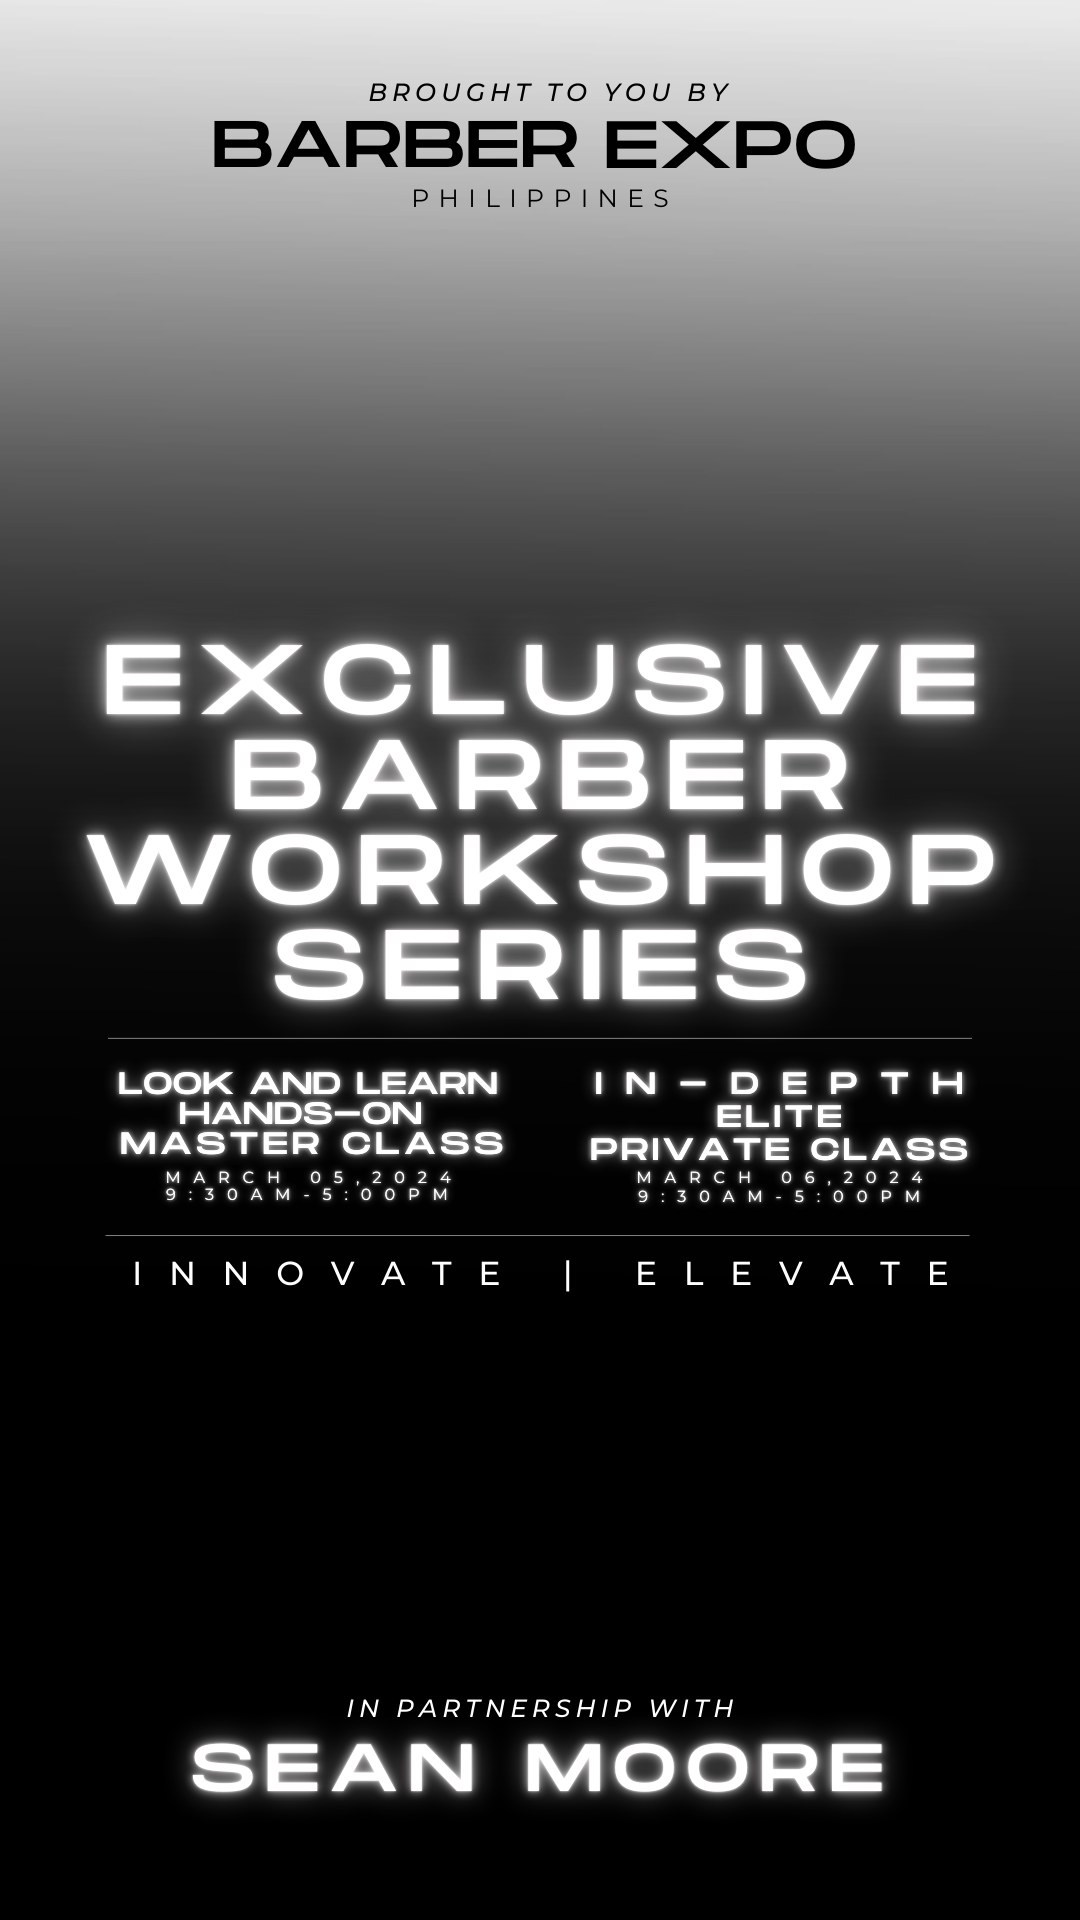 BROUGHT TO YOU BY
BARBER EXPO
PHILIPPINES
EXCLUSIVE
BARBER
WORKSHOP
SERIES
LOOK AND LEARN
HANDS-ON
MASTER CLASS
MARCH 05,2024
9:30AM-5:00PM
IN-DEPTH
ELITE
PRIVATE CLASS
MARCH 06,2024
9:30AM-5:00PM
INNOVATE | ELEVATE
IN PARTNERSHIP WITH
SEAN MOORE